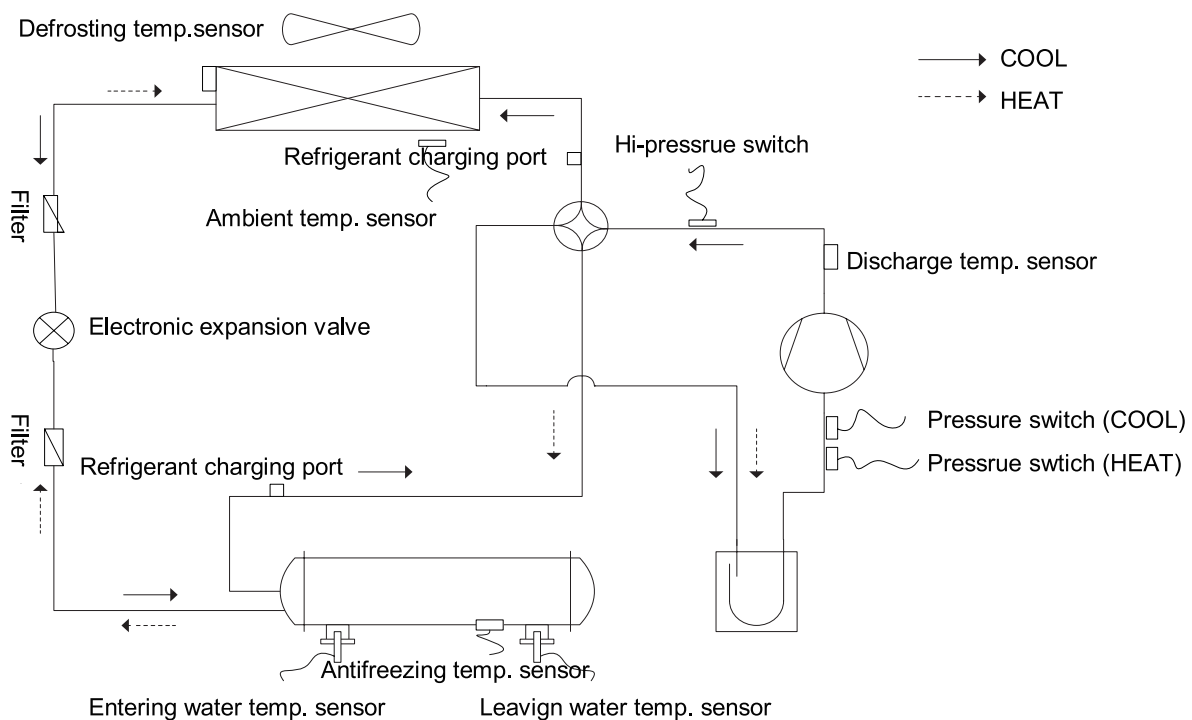 Defrosting temp.sensor
COOL
HEAT
Hi-pressrue switch
Refrigerant charging port
Ambient temp. sensor
Filter
Discharge temp. sensor
Electronic expansion valve
Filter
Pressure switch (COOL)
Refrigerant charging port
Pressrue swtich (HEAT)
Antifreezing temp. sensor
Entering water temp. sensor
Leavign water temp. sensor